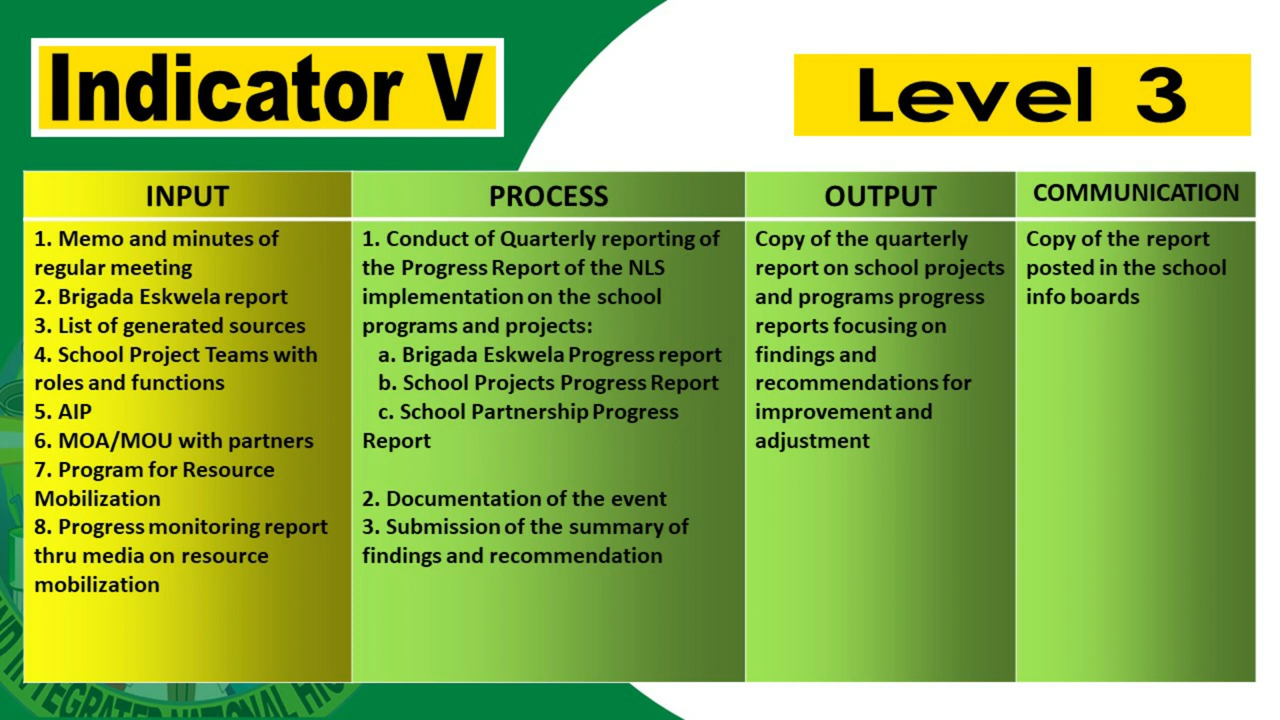 Indicator V
Level 3
INPUT
PROCESS
OUTPUT
COMMUNICATION
1. Memo and minutes of
regular meeting
2. Brigada Eskwela report
3. List of generated sources
4. School Project Teams with
roles and functions
5. AIP
6. MOA/MOU with partners
7. Program for Resource
Mobilization
8. Progress monitoring report
thru media on resource
mobilization
1. Conduct of Quarterly reporting of
the Progress Report of the NLS
implementation on the school
programs and projects:
a. Brigada Eskwela Progress report
b. School Projects Progress Report
c. School Partnership Progress
Report
2. Documentation of the event
3. Submission of the summary of
findings and recommendation
Copy of the quarterly
report on school projects
and programs progress
reports focusing on
findings and
recommendations for
improvement and
adjustment
Copy of the report
posted in the school
info boards
INTEGRATED NATIONAL